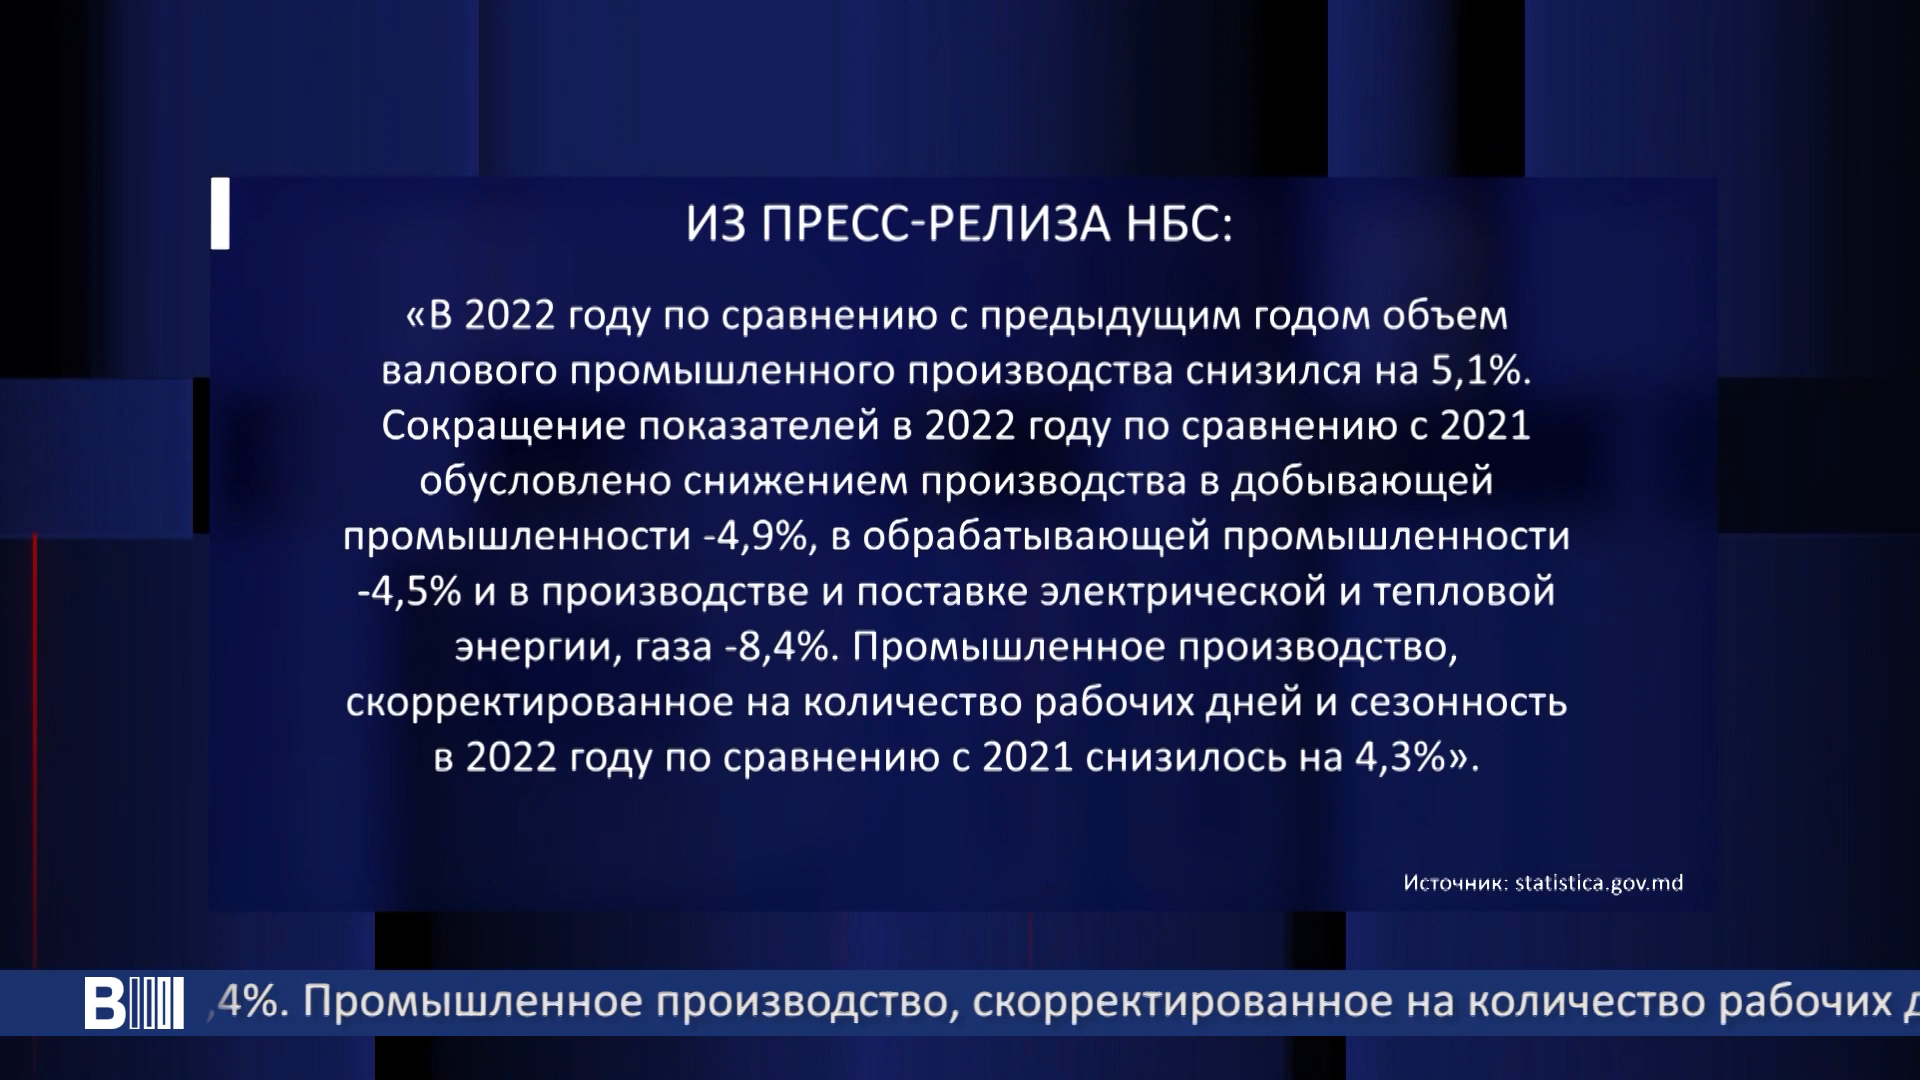 ИЗ ПРЕСС-РЕЛИЗА НБС:
«В 2022 году по сравнению с предыдущим годом объем
валового промышленного производства снизился на 5,1%.
Сокращение показателей в 2022 году по сравнению с 2021
обусловлено снижением производства в добывающей
промышленности -4,9%, в обрабатывающей промышленности
-4,5% и в производстве и поставке электрической и тепловой
энергии, газа -8,4%. Промышленное производство,
скорректированное на количество рабочих дней и сезонность
в 2022 году по сравнению с 2021 снизилось на 4,3%».
Источник: statistica.gov.md
В ,4%. Промышленное производство, скорректированное на количество рабочих д